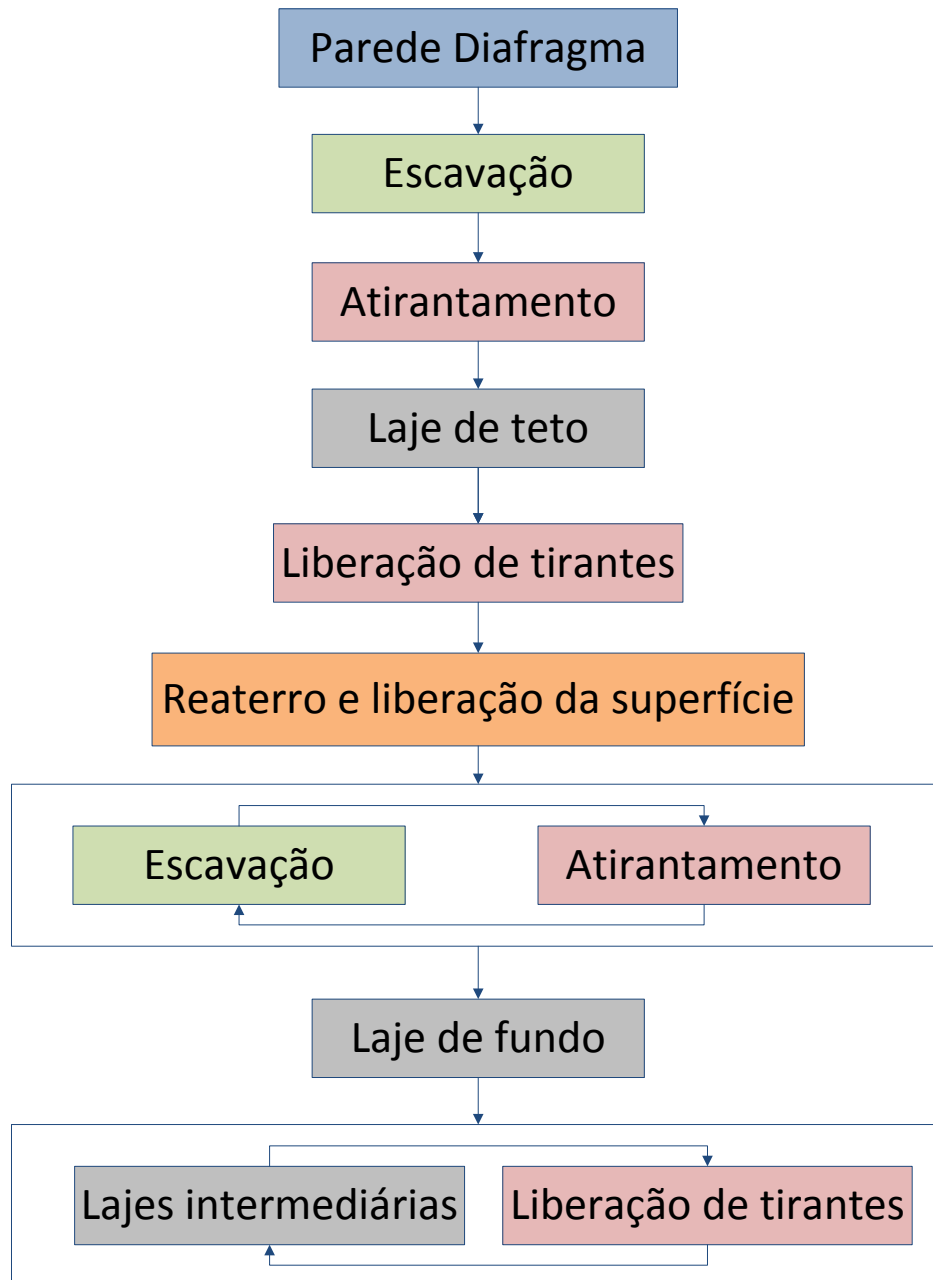 Parede Diafragma
Escavação
Atirantamento
Laje de teto
Liberação de tirantes
Reaterro e liberação da superfície
Escavação
Atirantamento
Laje de fundo
Lajes intermediárias
Liberação de tirantes